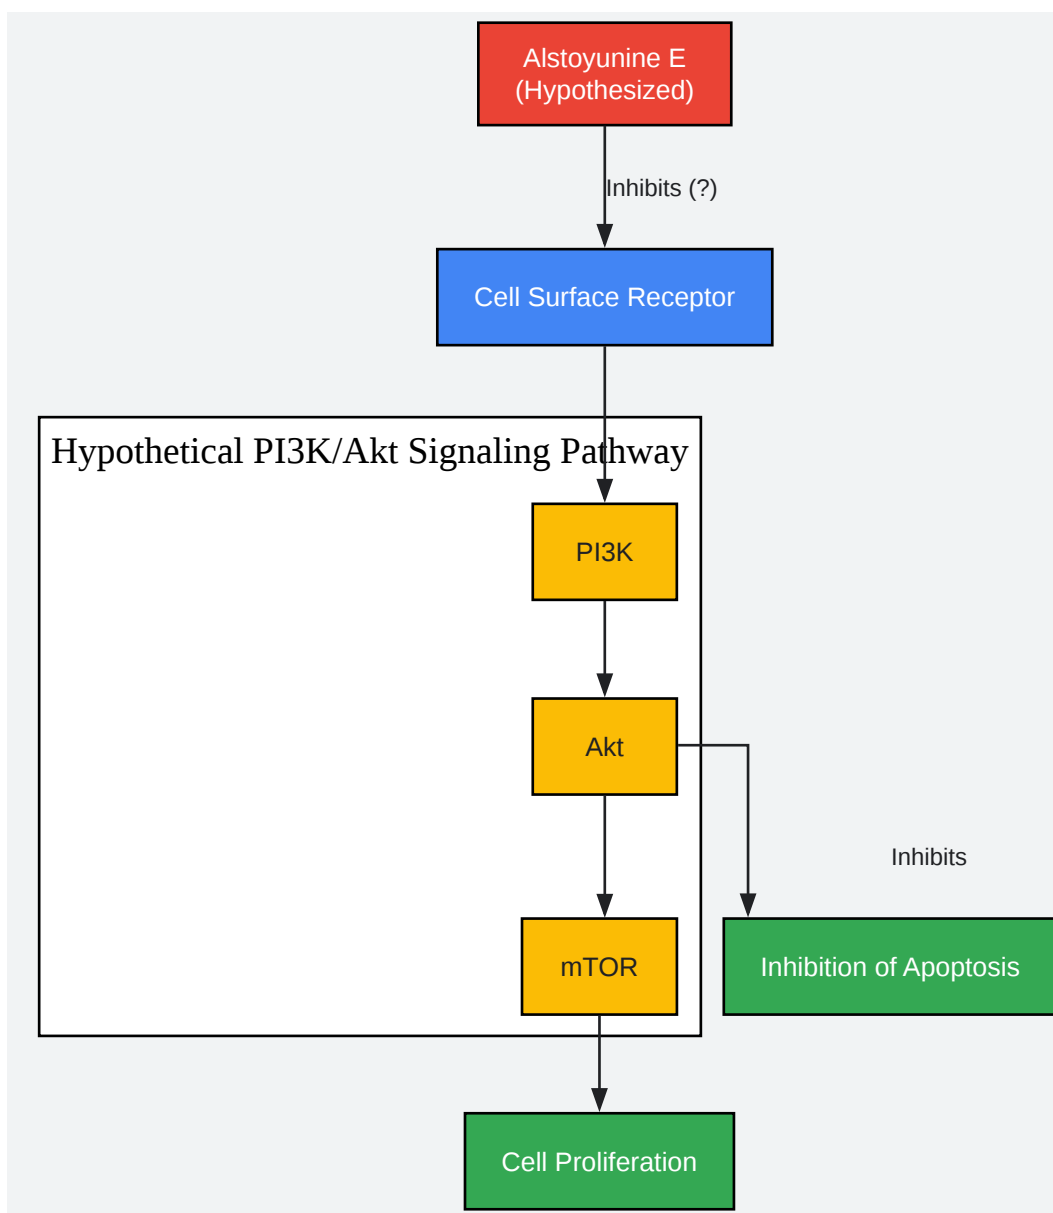 Alstoyunine E
(Hypothesized)
Inhibits (?)
Cell Surface Receptor
Hypothetical PI3K/Akt Signaling Pathway
PI3K
Akt
Inhibits
mTOR
Inhibition of Apoptosis
Cell Proliferation